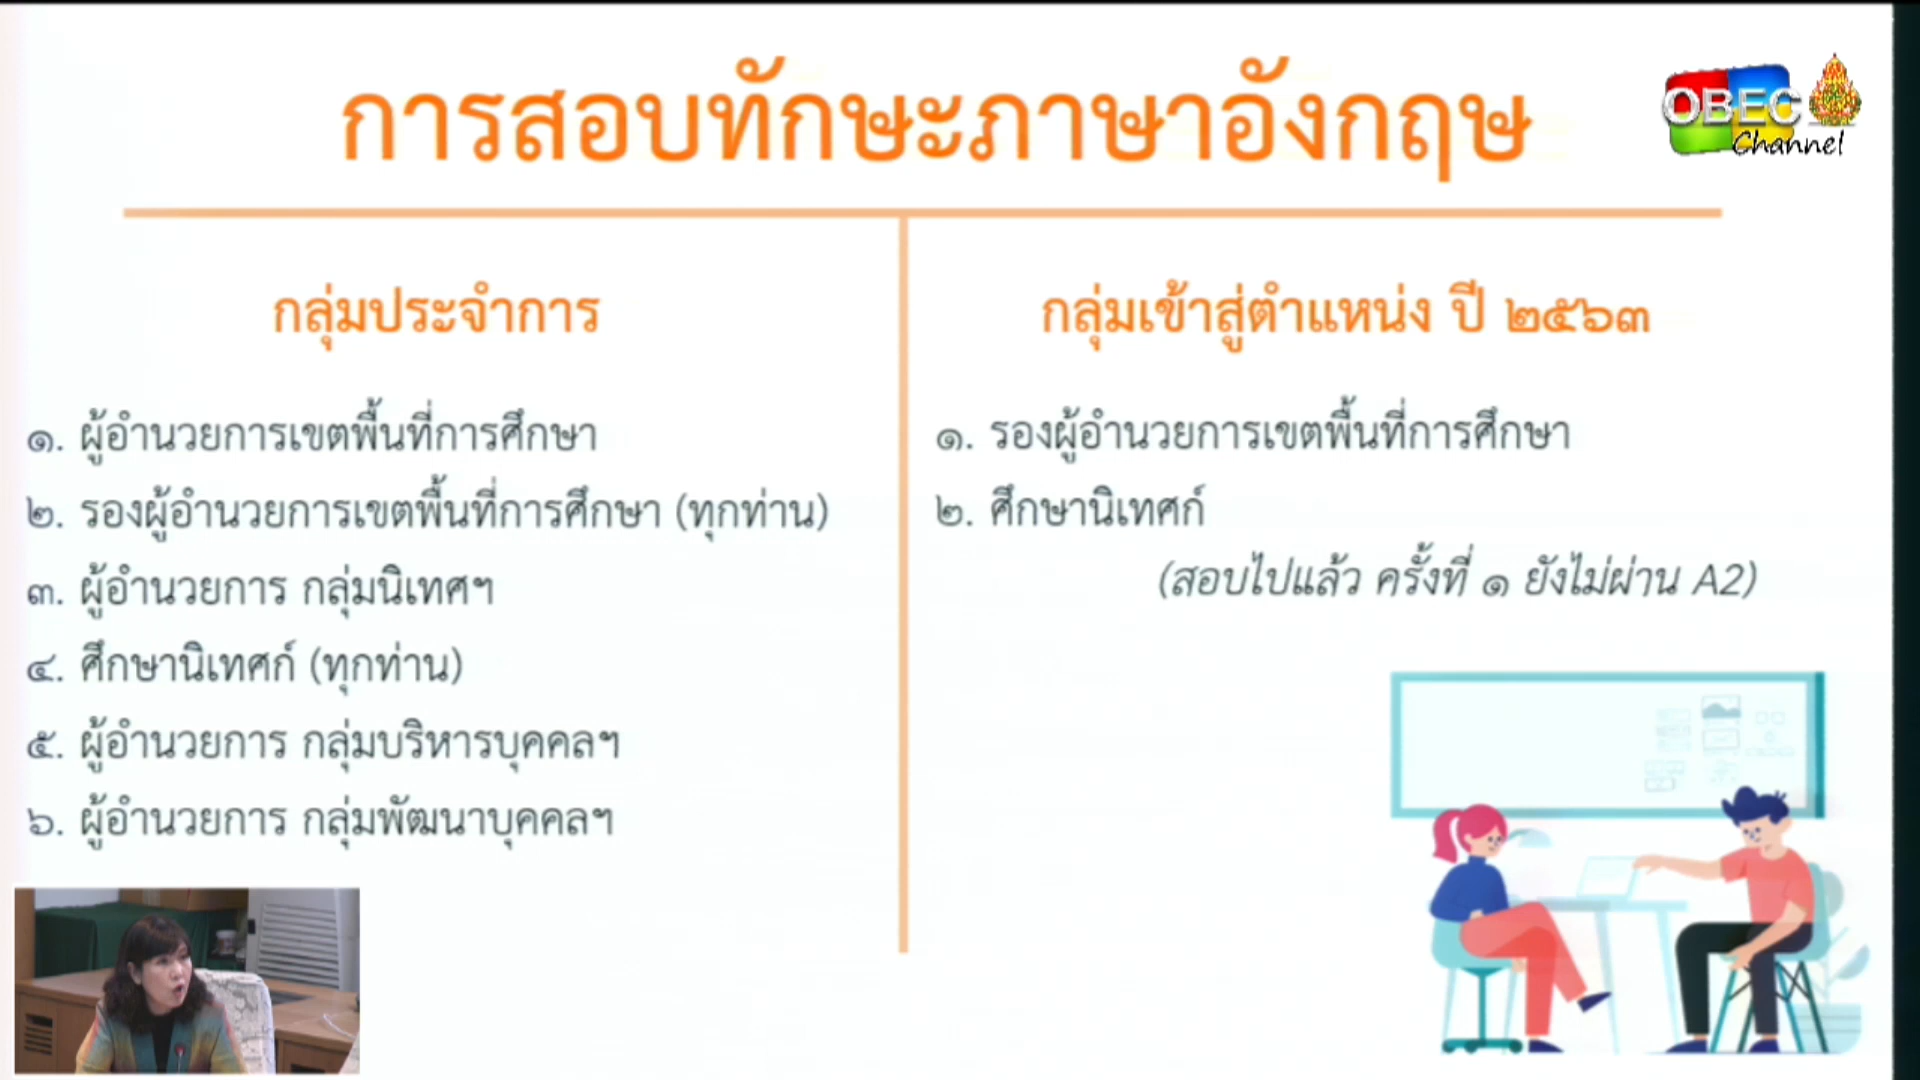 การสอบทักษะภาษาอังกฤษ
OBEC
Channel
กลุ่มประจำการ
๑. ผู้อำนวยการเขตพื้นที่การศึกษา
๒. รองผู้อำนวยการเขตพื้นที่การศึกษา (ทุกท่าน)
๓. ผู้อำนวยการ กลุ่มนิเทศฯ
๔. ศึกษานิเทศก์ (ทุกท่าน)
๕. ผู้อำนวยการ กลุ่มบริหารบุคคลฯ
๖. ผู้อำนวยการ กลุ่มพัฒนาบุคคลฯ
กลุ่มเข้าสู่ตำแหน่ง ปี ๒๕๖๓
๑. รองผู้อำนวยการเขตพื้นที่การศึกษา
๒. ศึกษานิเทศก์
(สอบไปแล้ว ครั้งที่ ๑ ยังไม่ผ่าน A2)